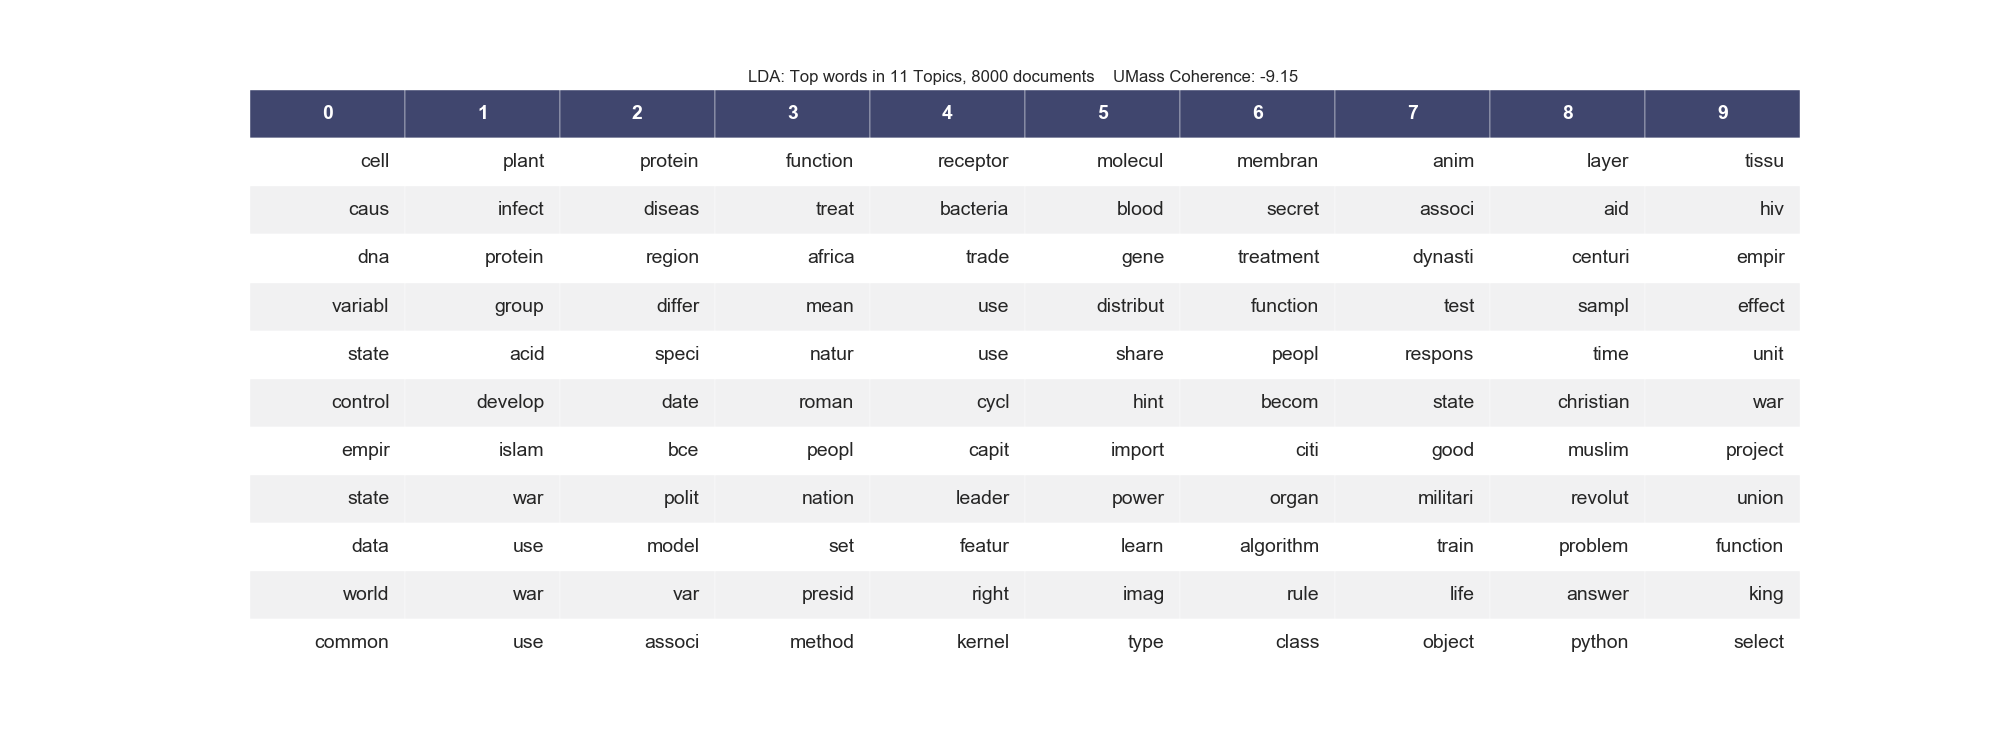 LDA: Top words in 11 Topics, 8000 documents    UMass Coherence: -9.15
0 1 2 3 4 5 6 7 8 9
cell plant protein function receptor molecul membran anim layer tissu
caus infect diseas treat bacteria blood secret associ aid hiv
dna protein region africa trade gene treatment dynasti centuri empir
variabl group differ mean use distribut function test sampl effect
state acid speci natur use share peopl respons time unit
control develop date roman cycl hint becom state christian war
empir islam bce peopl capit import citi good muslim project
state war polit nation leader power organ militari revolut union
data use model set featur learn algorithm train problem function
world war var presid right imag rule life answer king
common use associ method kernel type class object python select